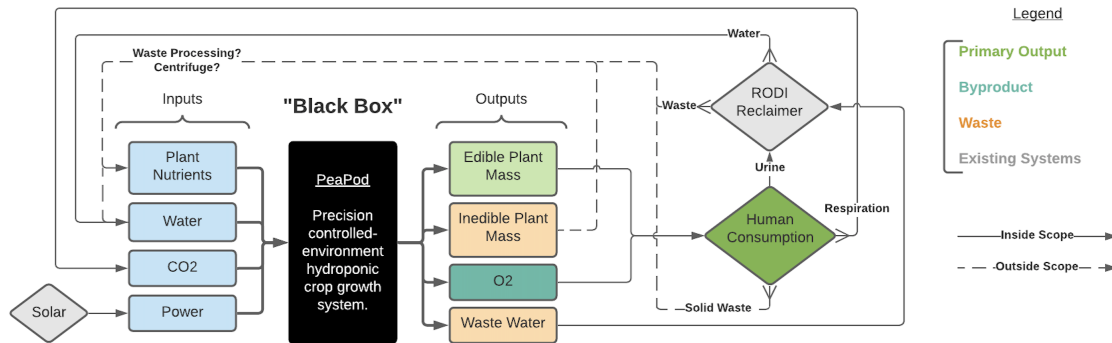 Legend
Water
Waste Processing?
Centrifuge?
Primary Output
Inputs
"Black Box"
Outputs
Waste
RODI
Reclaimer
Byproduct
Waste
Existing Systems
Plant
Nutrients
Water
CO2
Power
Solar
PeaPod
Precision
controlled-
environment
hydroponic
crop growth
system.
Edible Plant
Mass
Inedible Plant
Mass
O2
Waste Water
Urine
Human
Consumption
Respiration
Solid Waste
Inside Scope
Outside Scope